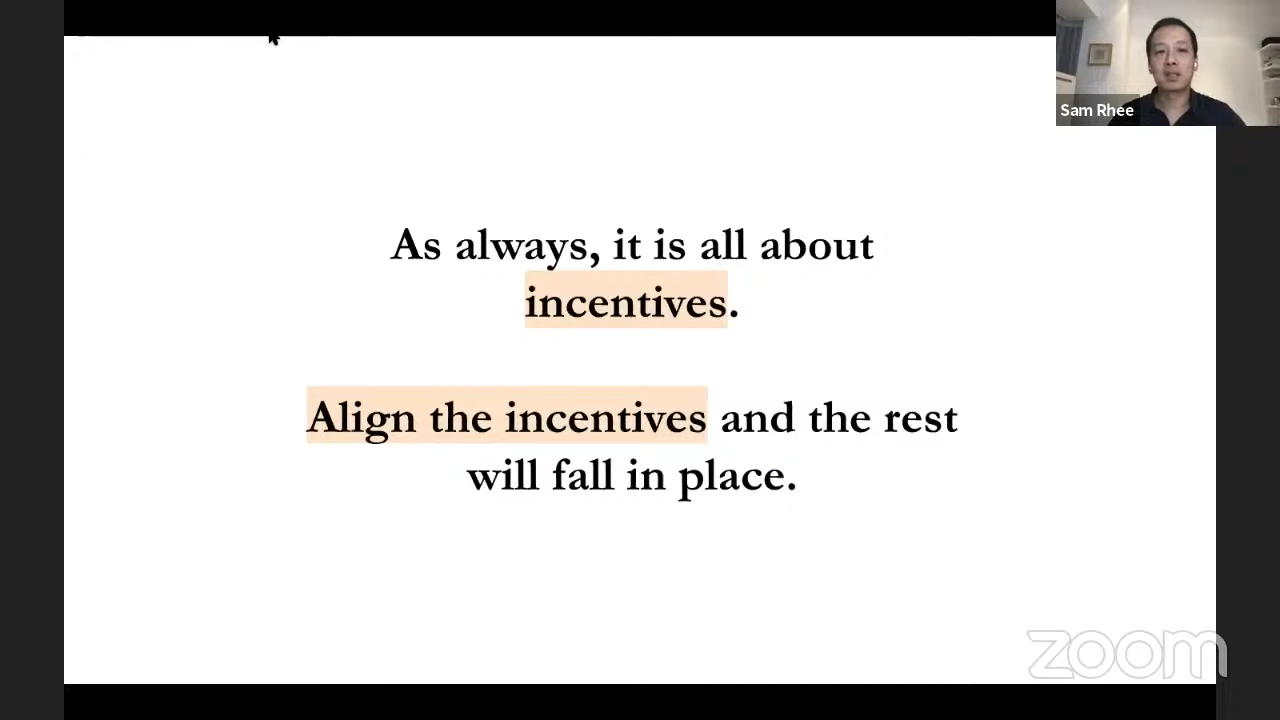 Sam Rhee
As always, it is all about
incentives.
Align the incentives and the rest
will fall in place.
zoom